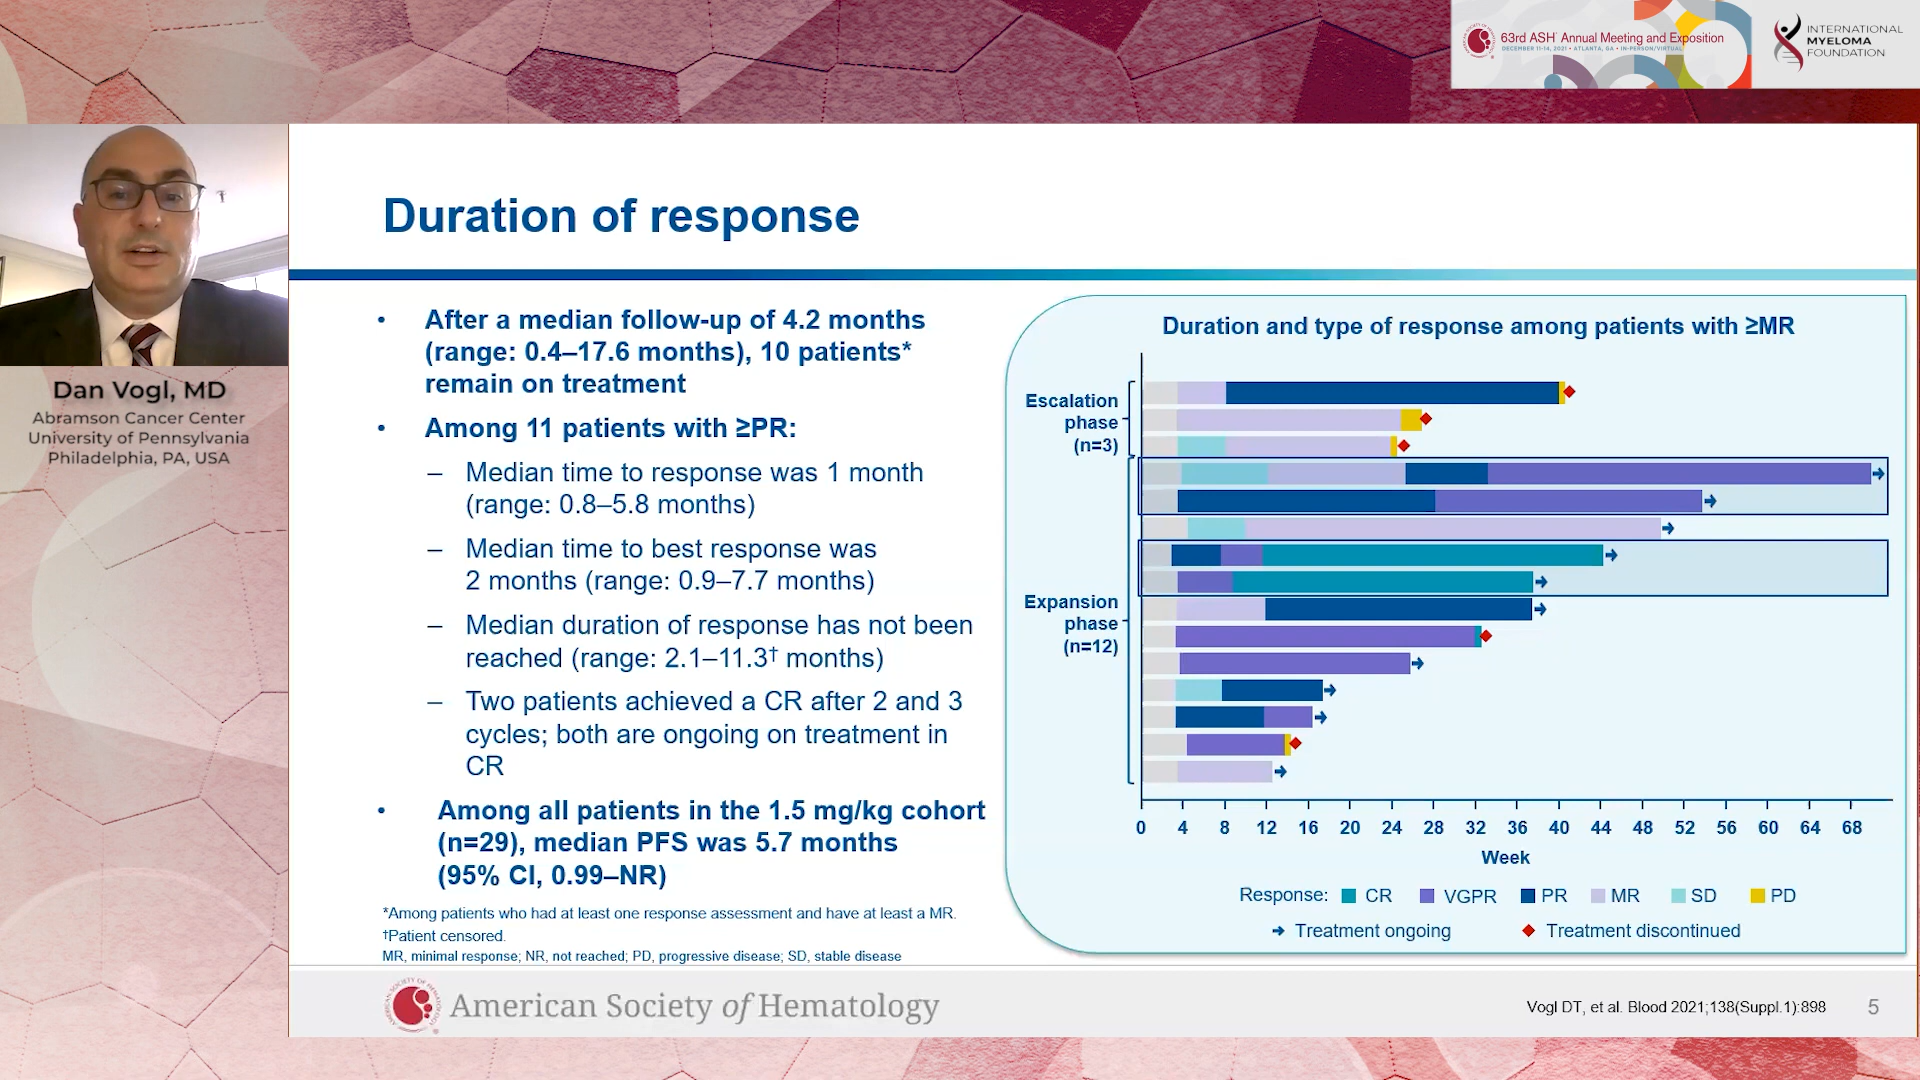 63rd ASH® Annual Meeting and Exposition
DECEMBER 11-14, 2021 • ATLANTA, GA • IN-PERSON/VIRTUAL
INTERNATIONAL
MYELOMA
FOUNDATION
Dan Vogl, MD
Abramson Cancer Center
University of Pennsylvania
Philadelphia, PA, USA
Duration of response
• After a median follow-up of 4.2 months
(range: 0.4–17.6 months), 10 patients*
remain on treatment
• Among 11 patients with ≥PR:
– Median time to response was 1 month
(range: 0.8–5.8 months)
– Median time to best response was
2 months (range: 0.9–7.7 months)
– Median duration of response has not been
reached (range: 2.1–11.3† months)
– Two patients achieved a CR after 2 and 3
cycles; both are ongoing on treatment in
CR
• Among all patients in the 1.5 mg/kg cohort
(n=29), median PFS was 5.7 months
(95% CI, 0.99–NR)
*Among patients who had at least one response assessment and have at least a MR.
†Patient censored.
MR, minimal response; NR, not reached; PD, progressive disease; SD, stable disease
Duration and type of response among patients with ≥MR
Escalation
phase
(n=3)
Expansion
phase
(n=12)
0 4 8 12 16 20 24 28 32 36 40 44 48 52 56 60 64 68
Week
Response: CR VGPR PR MR SD PD
Treatment ongoing Treatment discontinued
American Society of Hematology
Vogl DT, et al. Blood 2021;138(Suppl.1):898 5